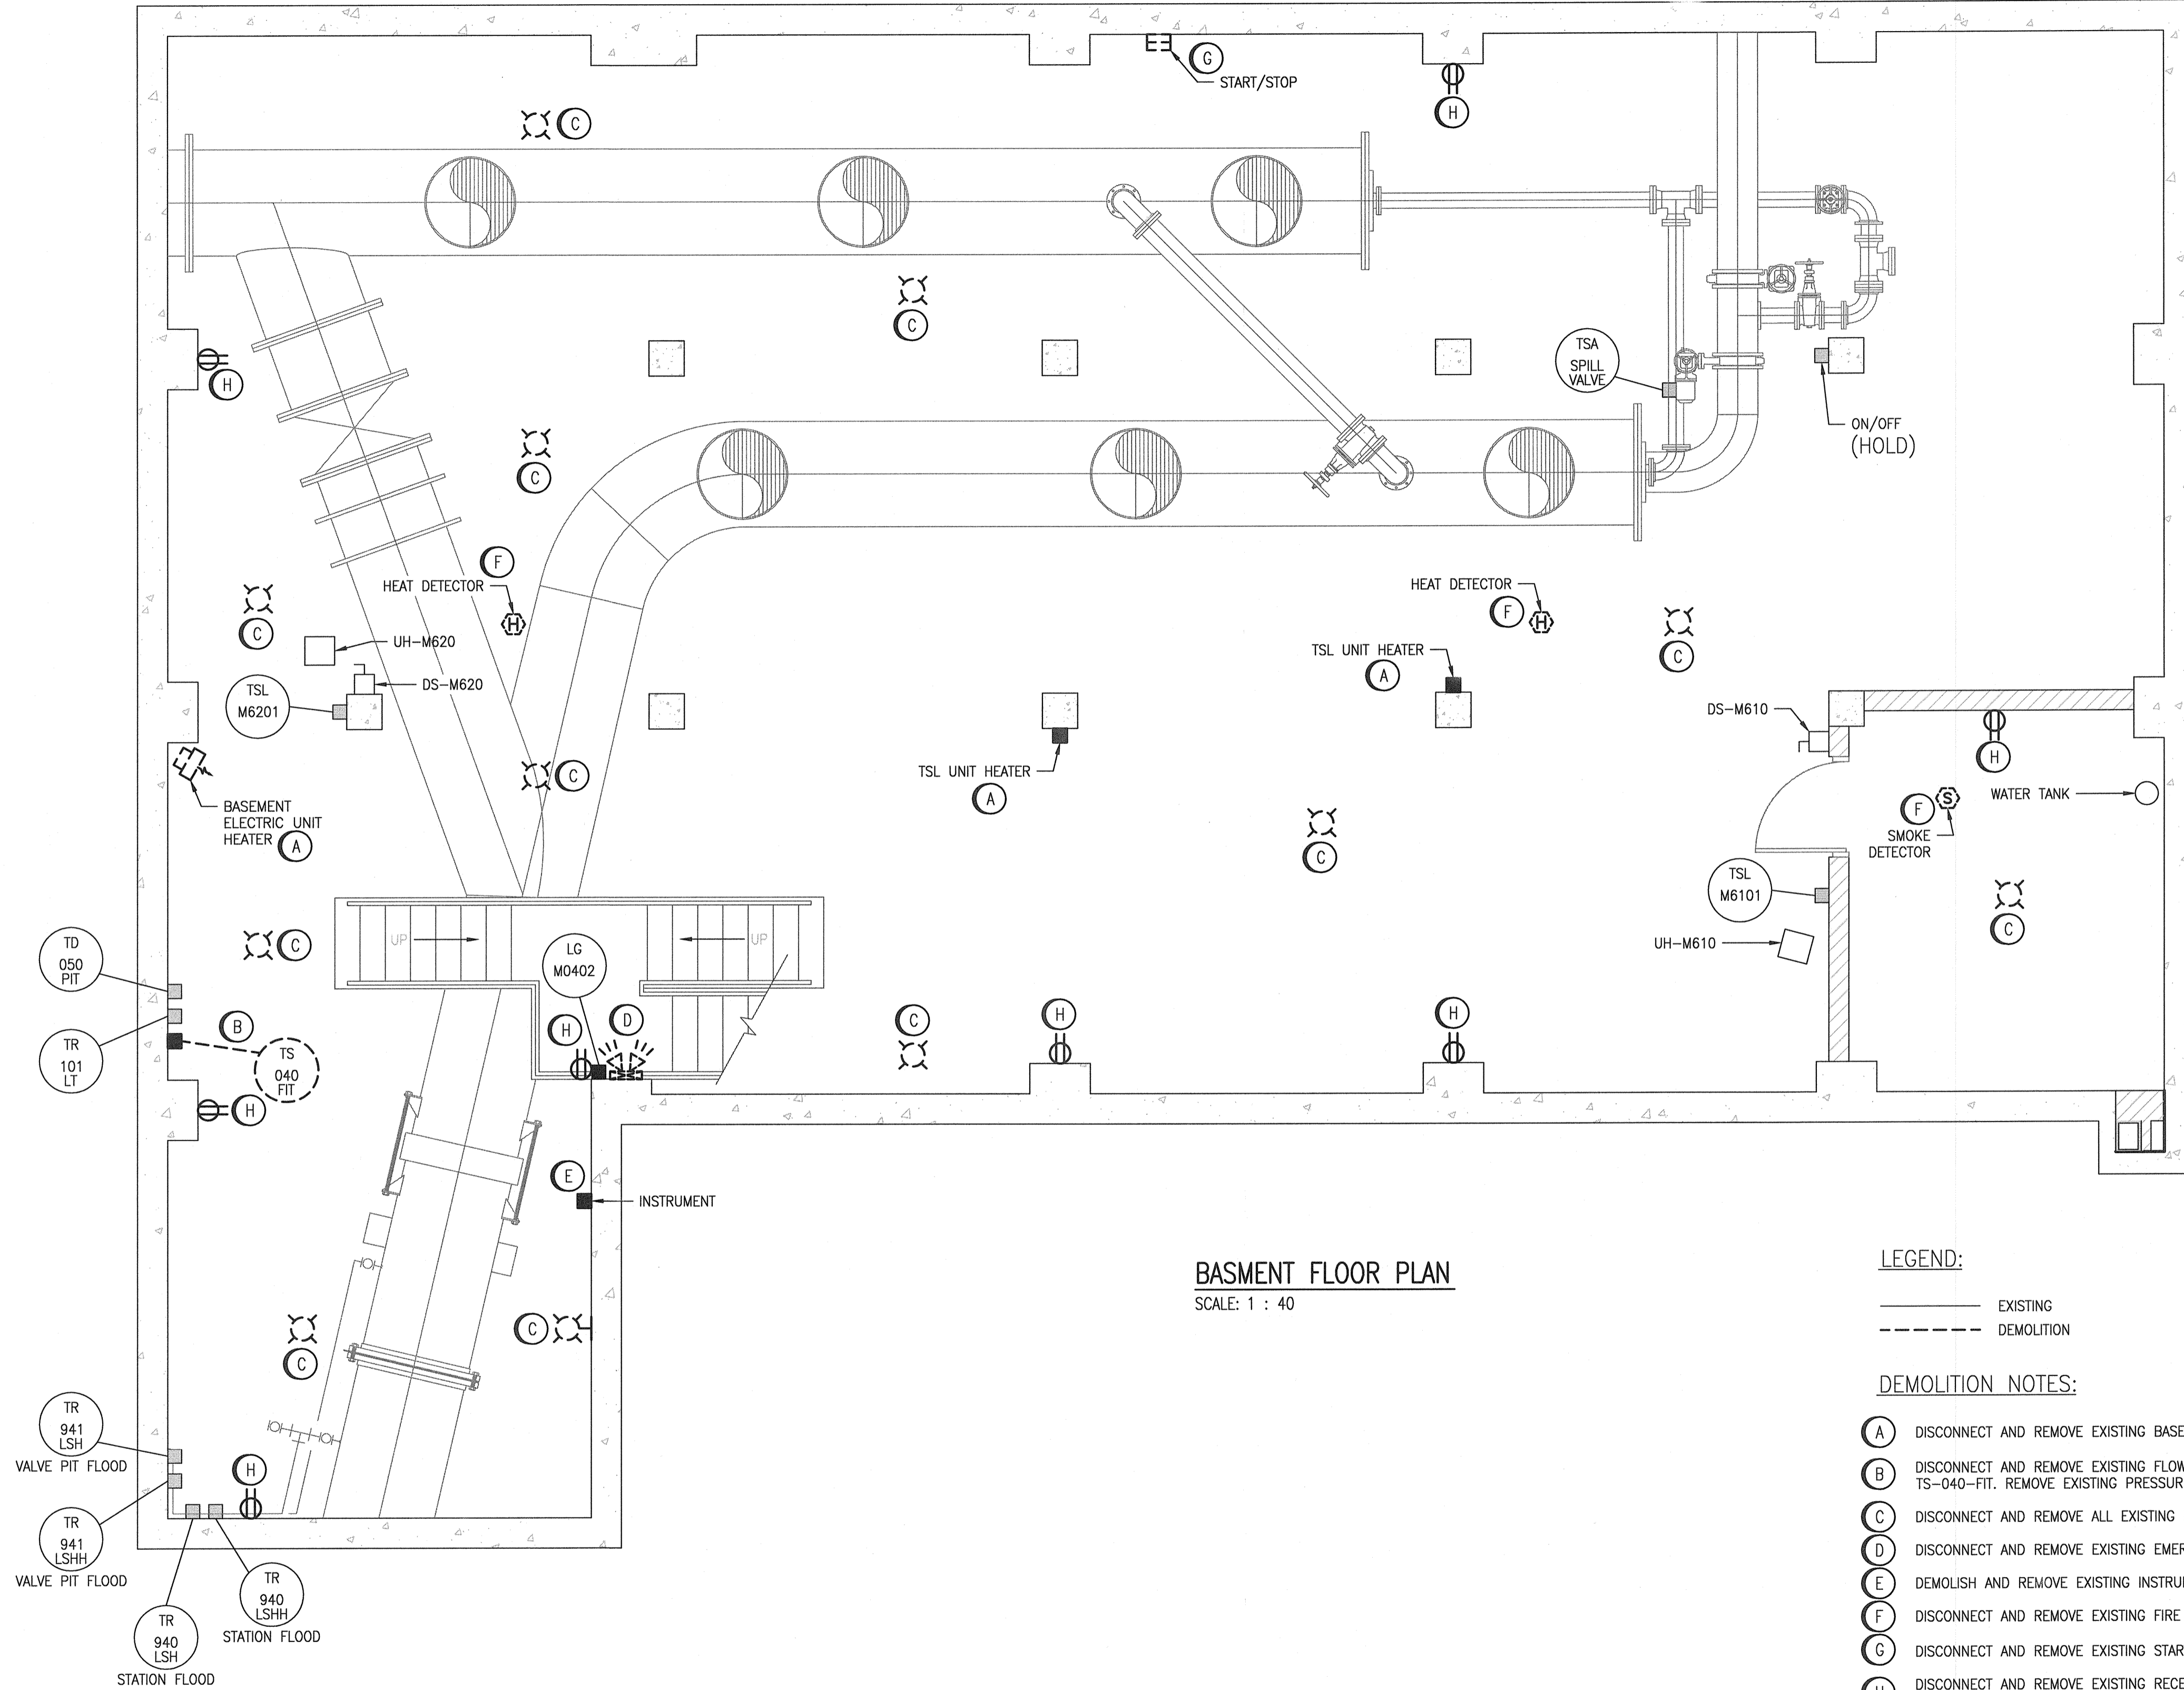 G
START/STOP
H
C
C
H
TSA
SPILL
VALVE
ON/OFF
(HOLD)
C
F
HEAT DETECTOR
H
HEAT DETECTOR
F
H
C
UH-M620
DS-M620
TSL
M6201
TSL UNIT HEATER
A
C
DS-M610
H
C
TSL UNIT HEATER
A
BASEMENT
ELECTRIC UNIT
HEATER
A
WATER TANK
F
S
SMOKE
DETECTOR
C
TSL
M6101
C
UH-M610
UP
UP
C
LG
M0402
TD
050
PIT
TR
101
LT
B
TS
040
FIT
H
D
C
H
H
H
E
INSTRUMENT
BASMENT FLOOR PLAN
SCALE: 1 : 40
C
C
TR
941
LSH
VALVE PIT FLOOD
H
TR
941
LSHH
VALVE PIT FLOOD
TR
940
LSHH
STATION FLOOD
TR
940
LSH
STATION FLOOD
LEGEND:
EXISTING
DEMOLITION
DEMOLITION NOTES:
A DISCONNECT AND REMOVE EXISTING BASE
B DISCONNECT AND REMOVE EXISTING FLOW
TS-040-FIT. REMOVE EXISTING PRESSUR
C DISCONNECT AND REMOVE ALL EXISTING
D DISCONNECT AND REMOVE EXISTING EMER
E DEMOLISH AND REMOVE EXISTING INSTRU
F DISCONNECT AND REMOVE EXISTING FIRE
G DISCONNECT AND REMOVE EXISTING STAR
H DISCONNECT AND REMOVE EXISTING RECE